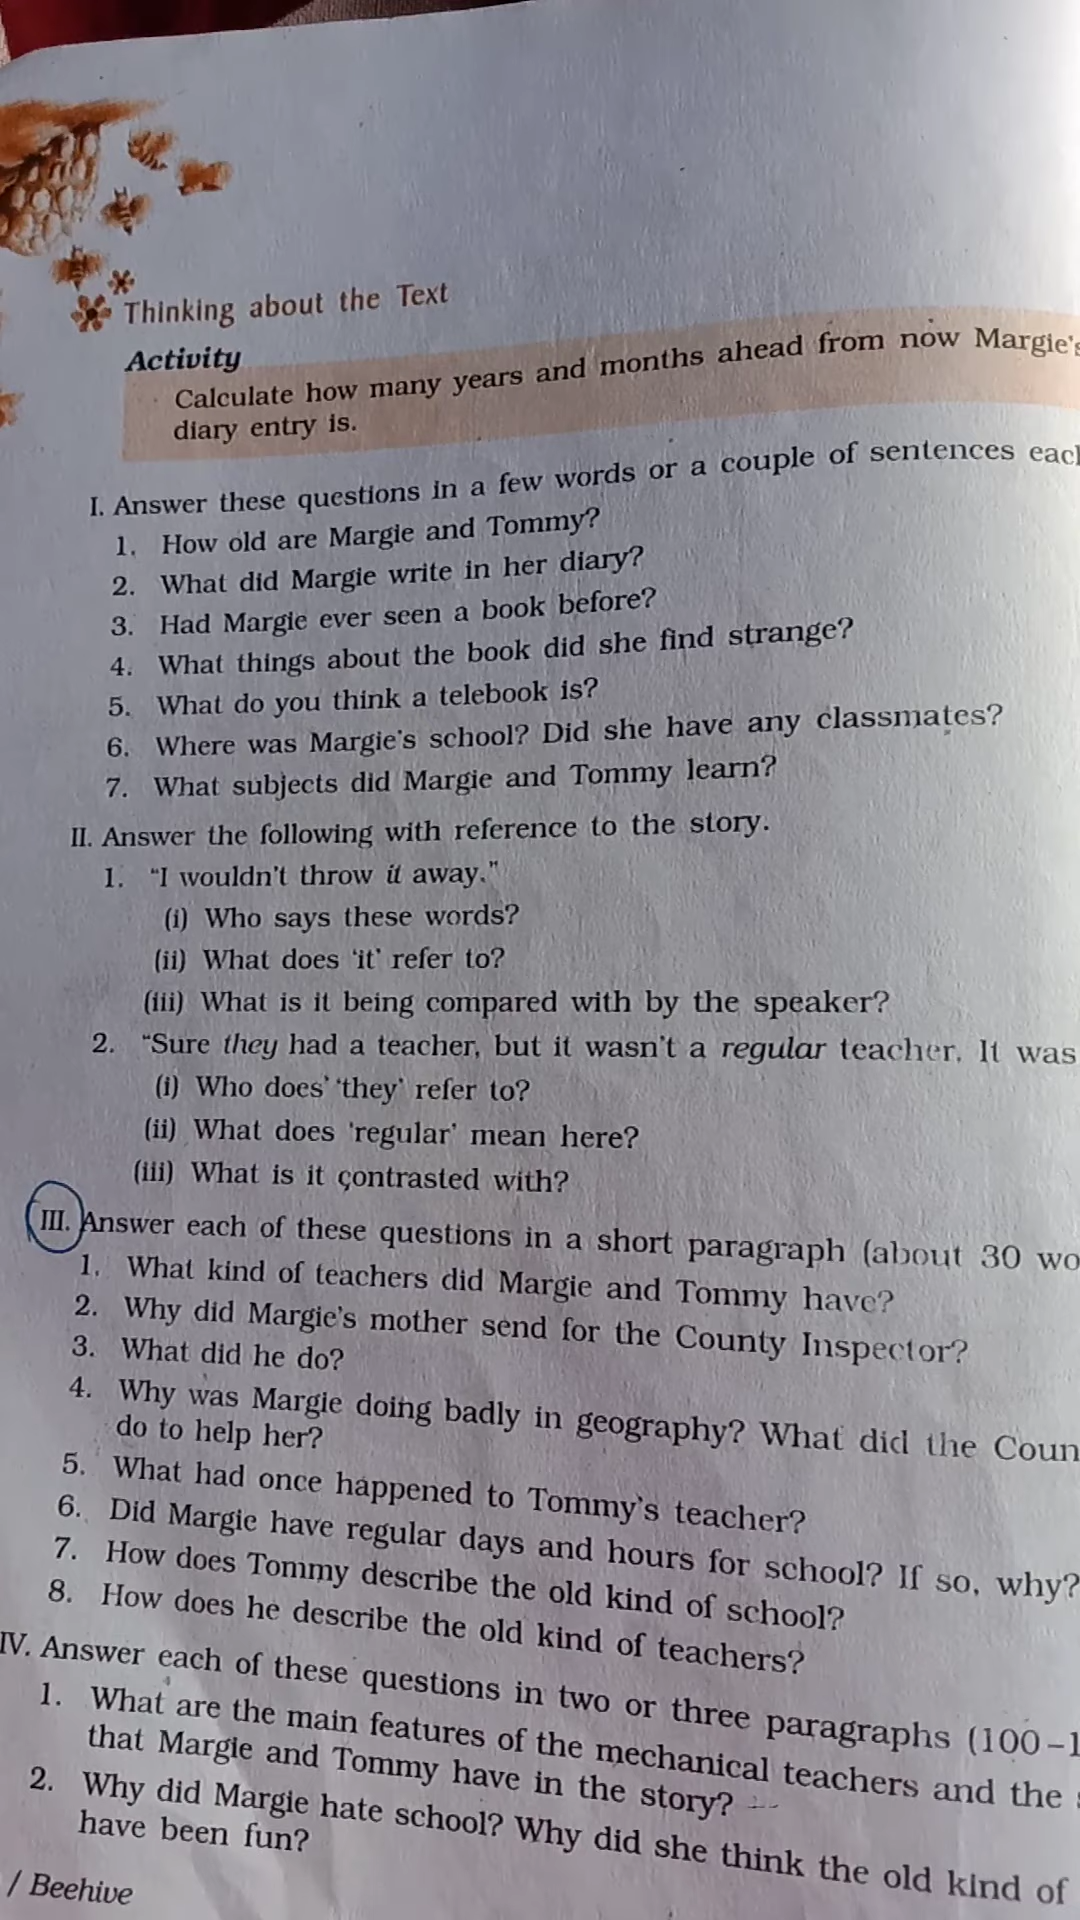 Thinking about the Text
Activity
Calculate how many years and months ahead from now Margie's
diary entry is.
I. Answer these questions in a few words or a couple of sentences each
1. How old are Margie and Tommy?
2. What did Margie write in her diary?
3. Had Margie ever seen a book before?
4. What things about the book did she find strange?
5. What do you think a telebook is?
6. Where was Margie's school? Did she have any classmates?
7. What subjects did Margie and Tommy learn?
II. Answer the following with reference to the story.
1. “I wouldn't throw it away.”
(i) Who says these words?
(ii) What does ‘it’ refer to?
(iii) What is it being compared with by the speaker?
2. “Sure they had a teacher, but it wasn't a regular teacher. It was
(i) Who does ‘they’ refer to?
(ii) What does ‘regular’ mean here?
(iii) What is it contrasted with?
III. Answer each of these questions in a short paragraph (about 30 wo
1. What kind of teachers did Margie and Tommy have?
2. Why did Margie's mother send for the County Inspector?
3. What did he do?
4. Why was Margie doing badly in geography? What did the Coun
do to help her?
5. What had once happened to Tommy's teacher?
6. Did Margie have regular days and hours for school? If so, why?
7. How does Tommy describe the old kind of school?
8. How does he describe the old kind of teachers?
IV. Answer each of these questions in two or three paragraphs (100–1
1. What are the main features of the mechanical teachers and the s
that Margie and Tommy have in the story?
2. Why did Margie hate school? Why did she think the old kind of
have been fun?
/ Beehive